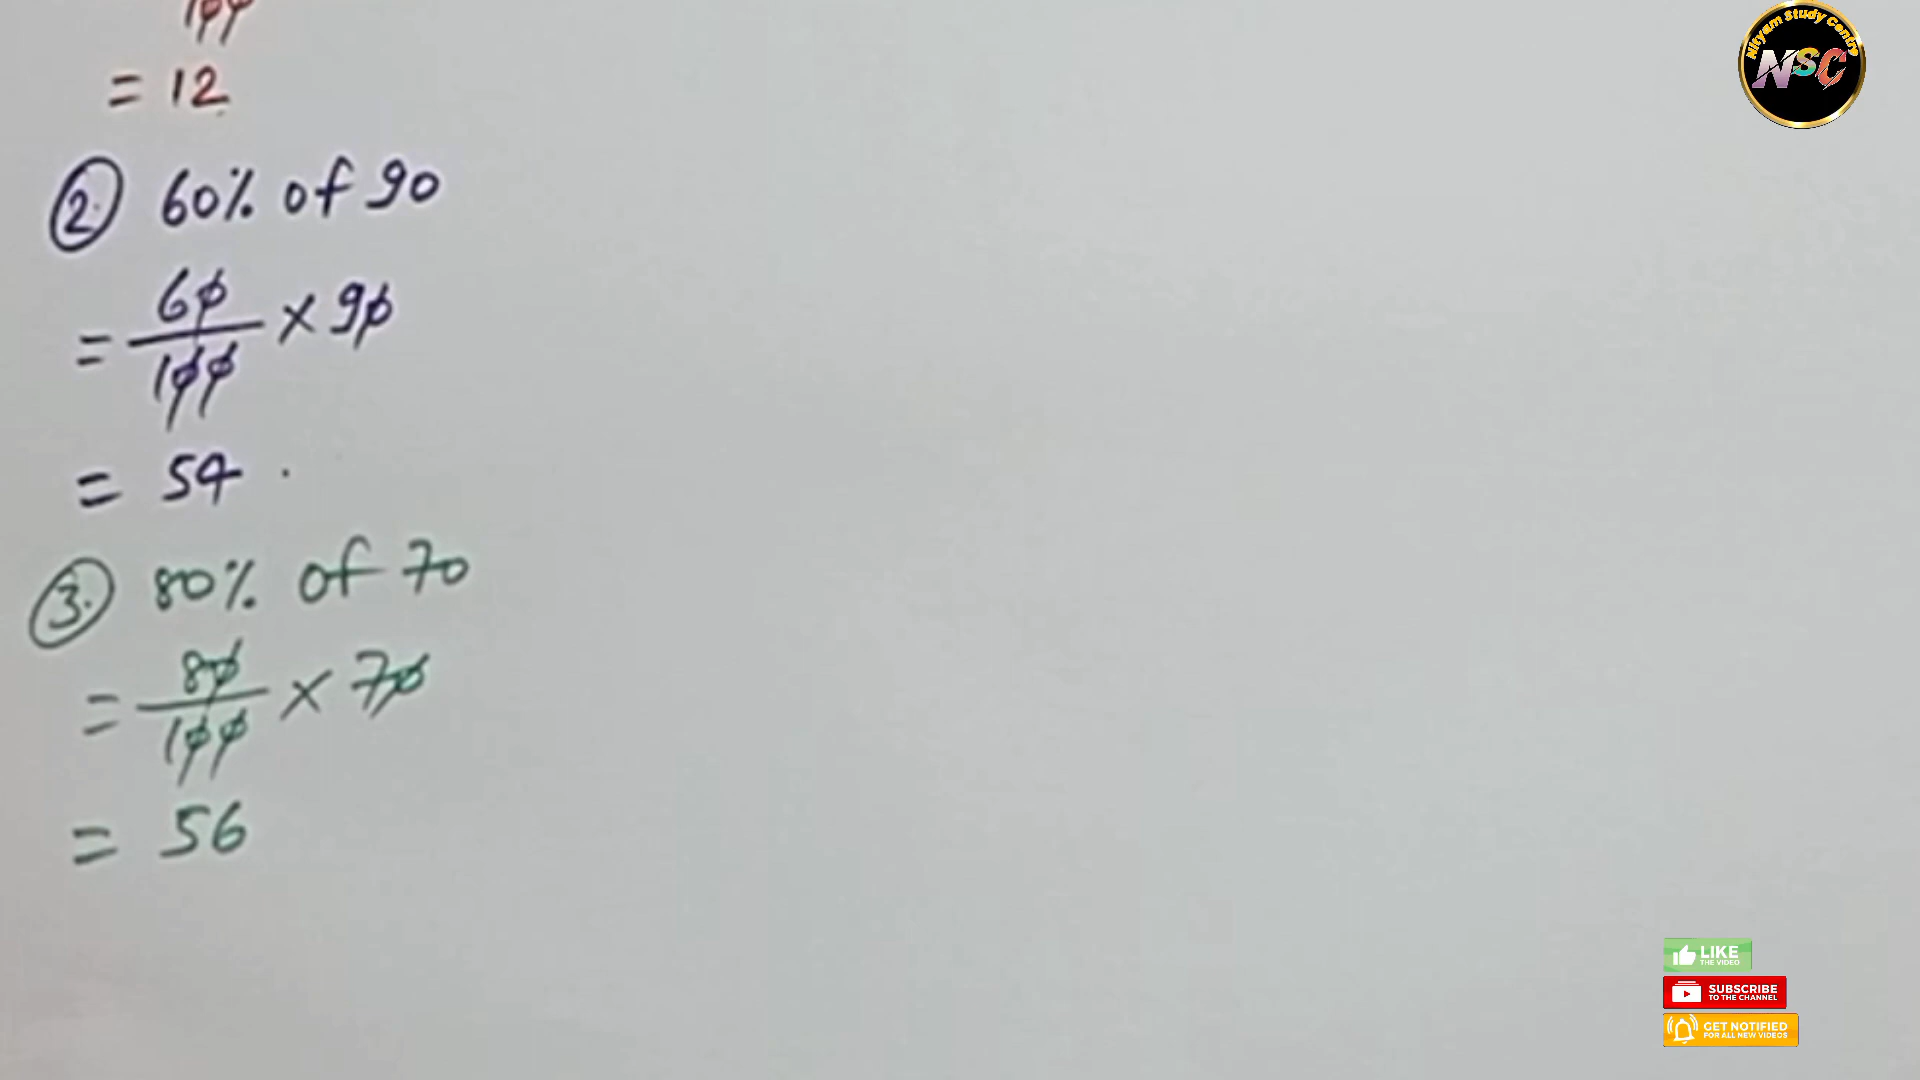 100
= 12
Nityam Study Centre
NSC
2. 60% of 90
60
= — × 90
100
= 54 .
3. 80% of 70
80
= — × 70
100
= 56
LIKE
THE VIDEO
SUBSCRIBE
TO THE CHANNEL
GET NOTIFIED
FOR ALL NEW VIDEOS